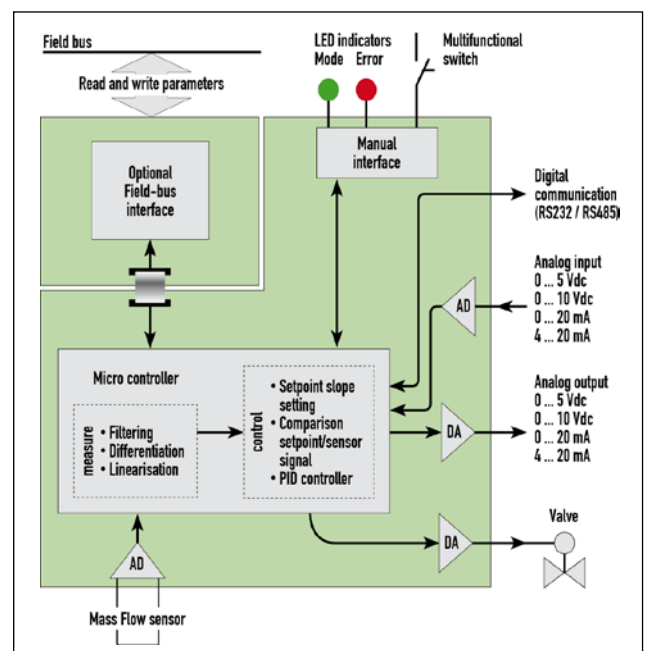 Field bus
Read and write parameters
LED indicators
Mode Error
Multifunctional
switch
Optional
Field-bus
interface
Manual
interface
Digital
communication
(RS232 / RS485)
Analog input
0 ... 5 Vdc
0 ... 10 Vdc
0 ... 20 mA
4 ... 20 mA
AD
Micro controller
measure
• Filtering
• Differentiation
• Linearisation
control
• Setpoint slope
setting
• Comparison
setpoint/sensor
signal
• PID controller
DA
Analog output
0 ... 5 Vdc
0 ... 10 Vdc
0 ... 20 mA
4 ... 20 mA
DA
Valve
AD
Mass Flow sensor